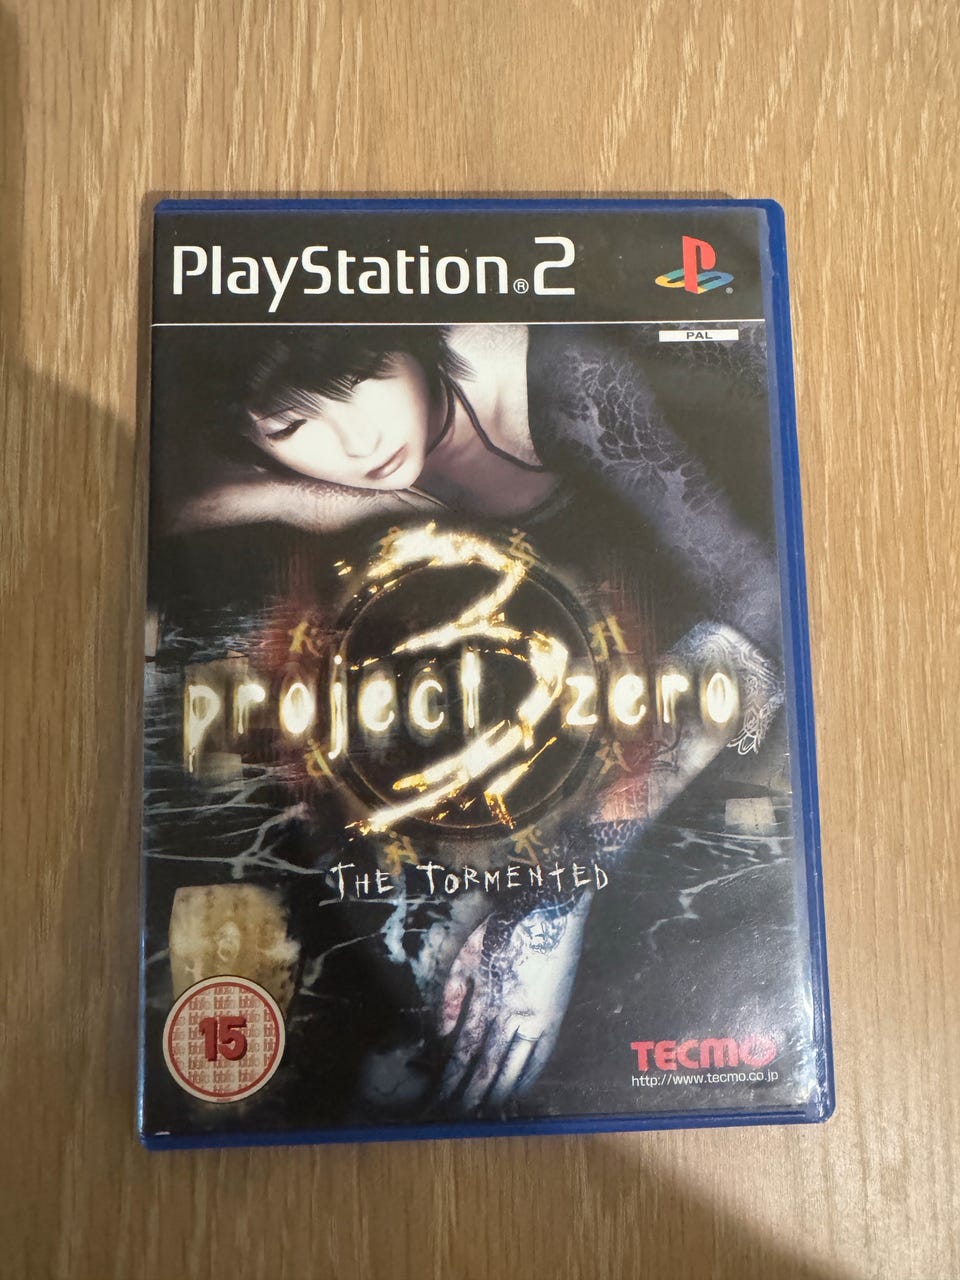 PlayStation®2
PAL
project zero
3
THE TORMENTED
15
TECMO
http://www.tecmo.co.jp